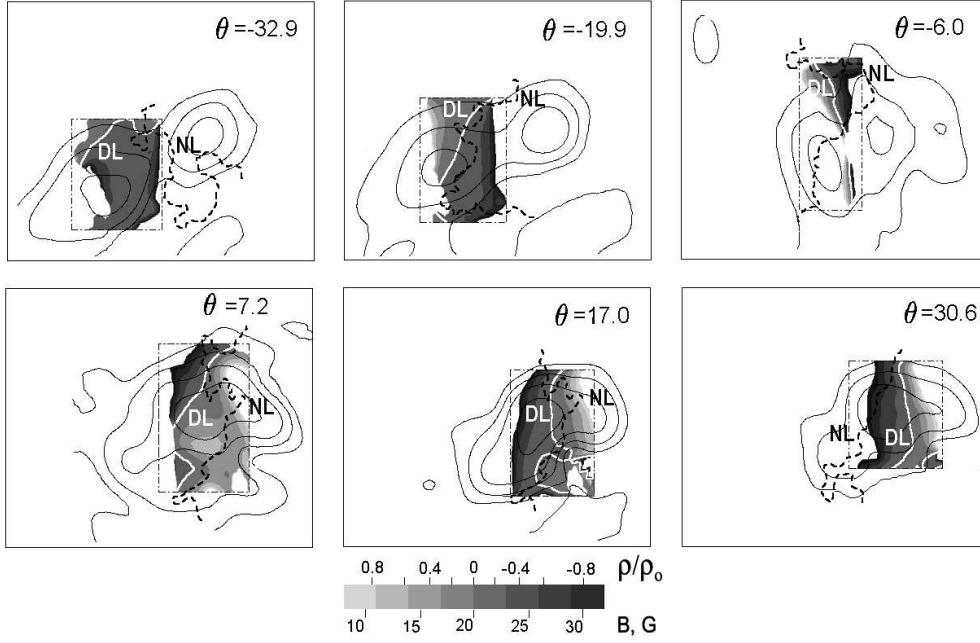 θ =-32.9
NL
DL
θ =-19.9
DL
NL
θ =-6.0
NL
DL
θ =7.2
NL
DL
θ =17.0
NL
DL
θ =30.6
NL
DL
0.8 0.4 0 -0.4 -0.8 ρ/ρ₀
10 15 20 25 30 B, G